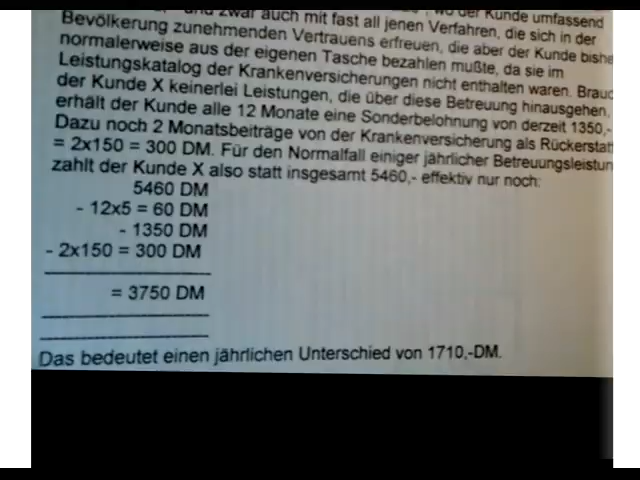 und zwar auch mit fast all jenen Verfahren, die sich in der
Bevölkerung zunehmenden Vertrauens erfreuen, die aber der Kunde
normalerweise aus der eigenen Tasche bezahlen mußte, da sie im
Leistungskatalog der Krankenversicherungen nicht enthalten waren.
der Kunde X keinerlei Leistungen, die über diese Betreuung hinausgehen,
erhält der Kunde alle 12 Monate eine Sonderbelohnung von derzeit 1350,-
Dazu noch 2 Monatsbeiträge von der Krankenversicherung als
= 2x150 = 300 DM. Für den Normalfall einiger jährlicher
zahlt der Kunde X also statt insgesamt 5460,- effektiv nur noch:
5460 DM
- 12x5 = 60 DM
- 1350 DM
- 2x150 = 300 DM
= 3750 DM
Das bedeutet einen jährlichen Unterschied von 1710,-DM.